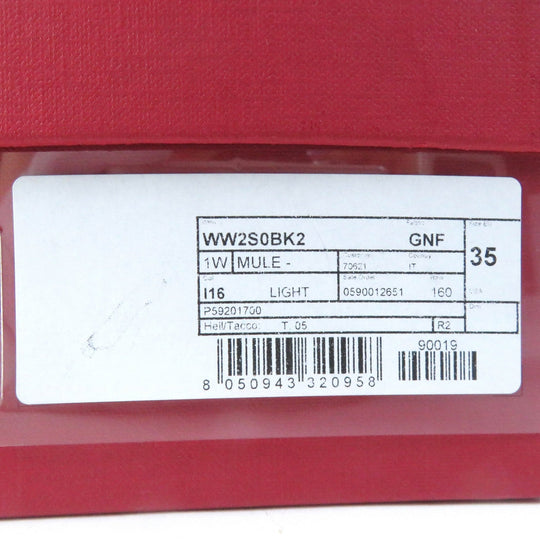 WW2S0BK2 GNF
35
1W MULE -
70621 IT
I16 LIGHT 0590012651 160
P59201700
Heil/Tacco: T. 05 R2
90019
8 050943 320958